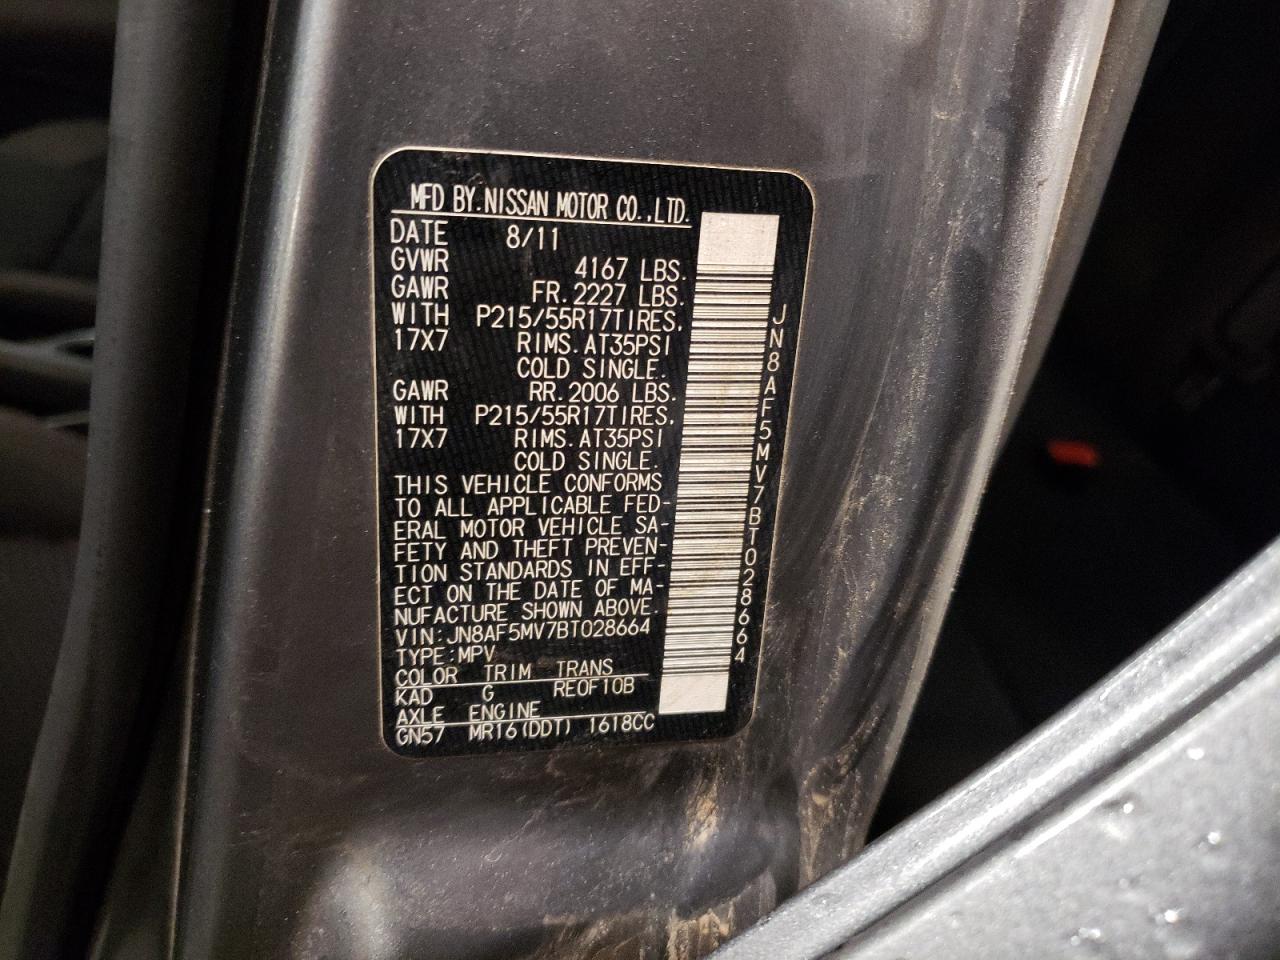 MFD BY.NISSAN MOTOR CO.,LTD.
DATE 8/11
GVWR 4167 LBS.
GAWR FR.2227 LBS.
WITH P215/55R17TIRES,
17X7 RIMS.AT35PSI
COLD SINGLE.
GAWR RR.2006 LBS.
WITH P215/55R17TIRES,
17X7 RIMS.AT35PSI
COLD SINGLE.
THIS VEHICLE CONFORMS
TO ALL APPLICABLE FED-
ERAL MOTOR VEHICLE SA-
FETY AND THEFT PREVEN-
TION STANDARDS IN EFF-
ECT ON THE DATE OF MA-
NUFACTURE SHOWN ABOVE.
VIN:JN8AF5MV7BT028664
TYPE:MPV
COLOR TRIM TRANS
KAD G RE0F10B
AXLE ENGINE
GN57 MR16(DDT) 1618CC
JN8AF5MV7BT028664